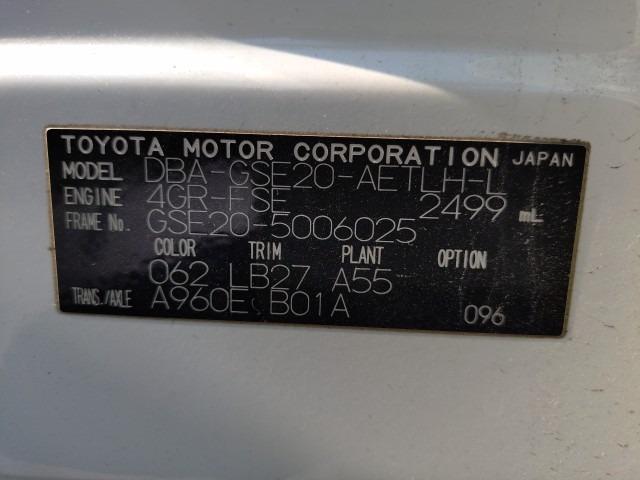 TOYOTA MOTOR CORPORATION JAPAN
MODEL DBA-GSE20-AETLH-L
ENGINE 4GR-FSE 2499 mL
FRAME No. GSE20-5006025
COLOR TRIM PLANT OPTION
062 LB27 A55
TRANS./AXLE A960E B01A 096